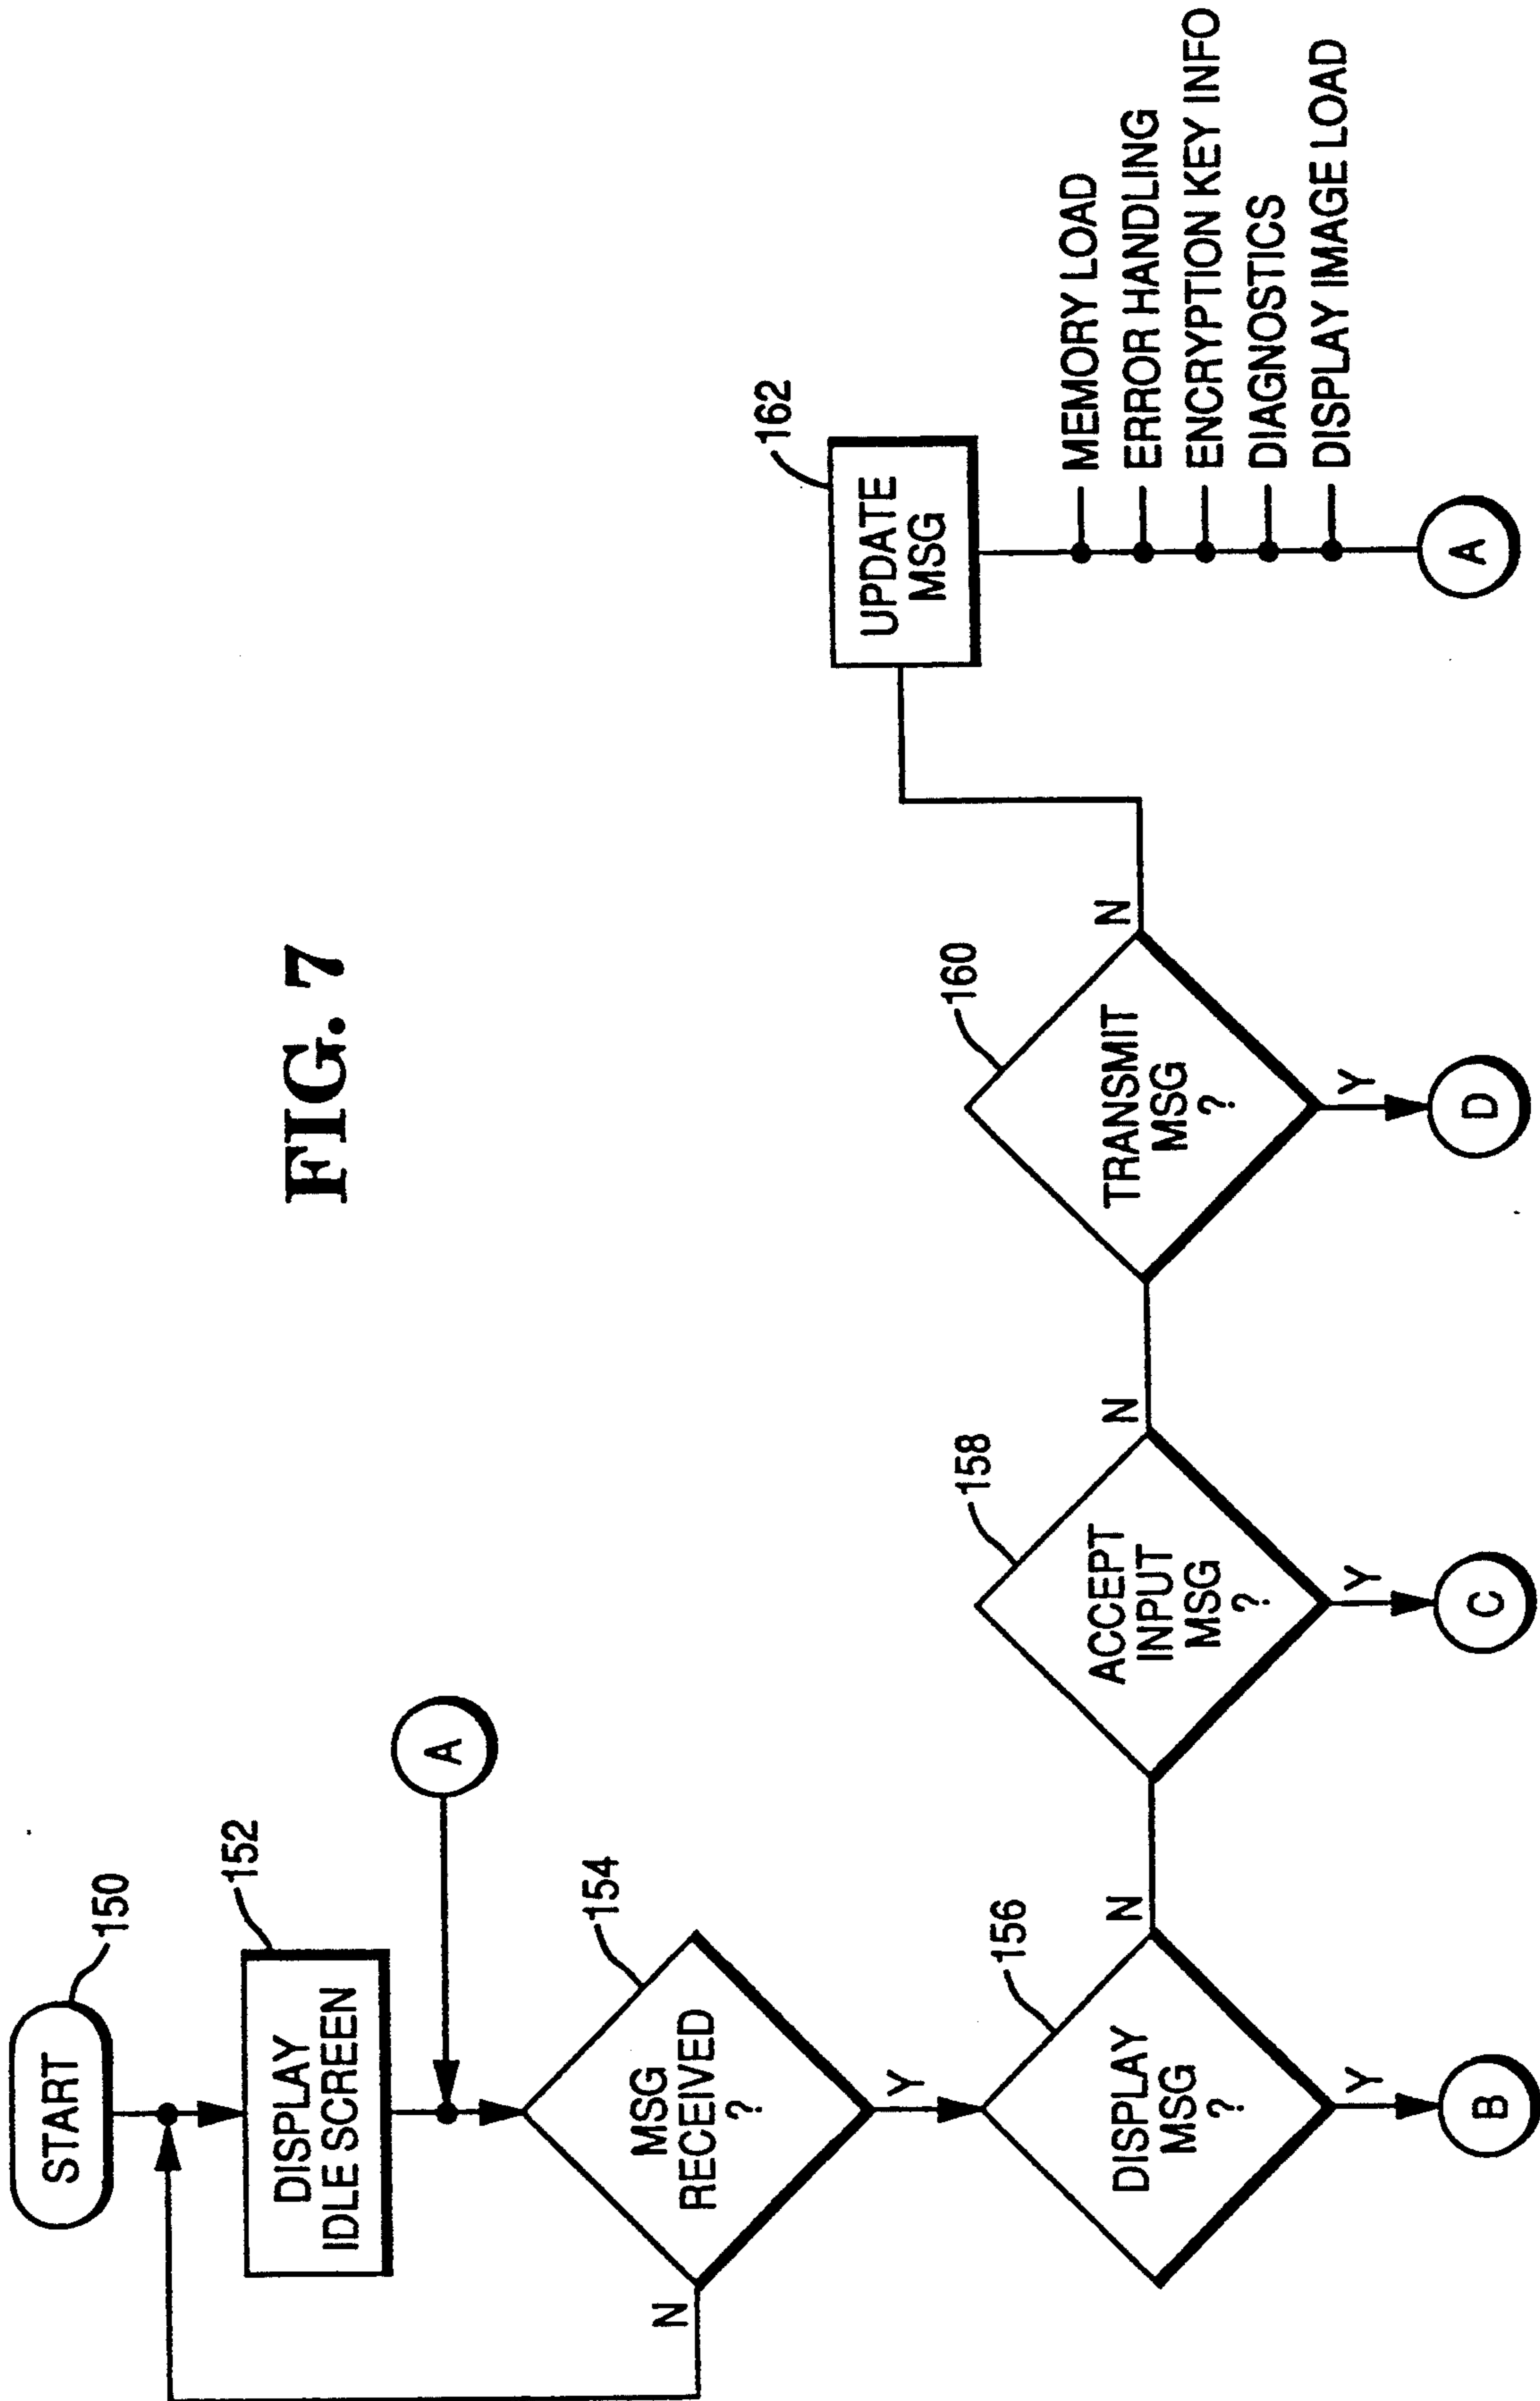 FIG. 7
START
150
DISPLAY
IDLE SCREEN
152
A
MSG
RECEIVED
?
154
N
Y
DISPLAY
MSG
?
156
N
Y
B
ACCEPT
INPUT
MSG
?
158
N
Y
C
TRANSMIT
MSG
?
160
N
Y
D
UPDATE
MSG
162
MEMORY LOAD
ERROR HANDLING
ENCRYPTION KEY INFO
DIAGNOSTICS
DISPLAY IMAGE LOAD
A